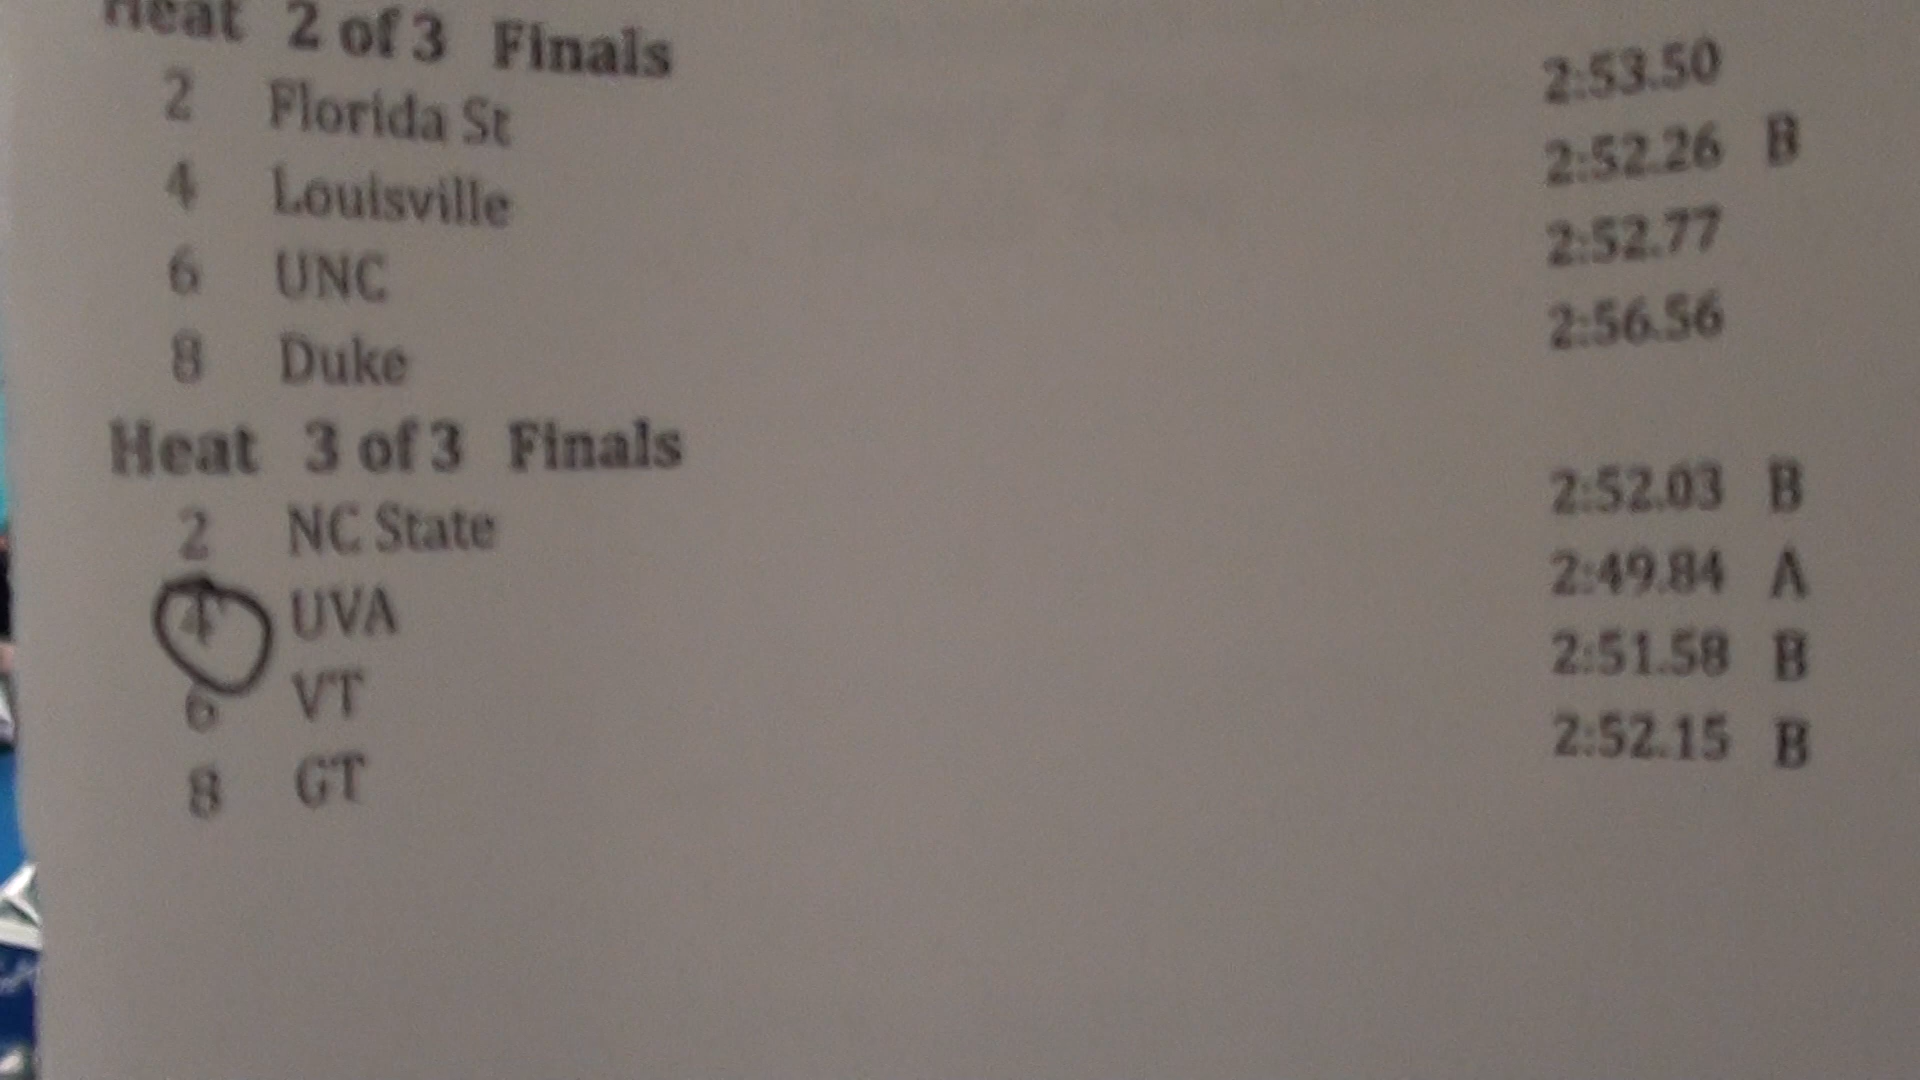 Heat 2 of 3 Finals
2 Florida St 2:53.50
4 Louisville 2:52.26 B
6 UNC 2:52.77
8 Duke 2:56.56
Heat 3 of 3 Finals
2 NC State 2:52.03 B
4 UVA 2:49.84 A
6 VT 2:51.58 B
8 GT 2:52.15 B